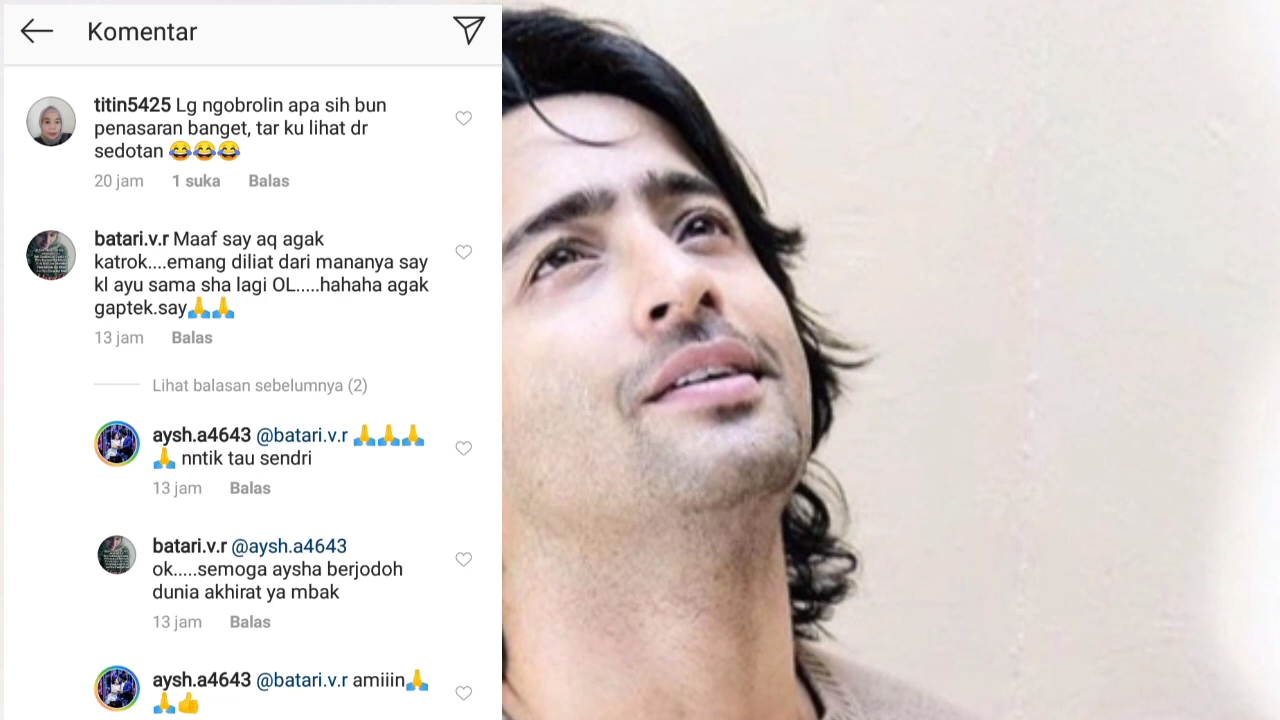 Komentar
titin5425 Lg ngobrolin apa sih bun
penasaran banget, tar ku lihat dr
sedotan 😂😂😂
20 jam 1 suka Balas
batari.v.r Maaf say aq agak
katrok....emang diliat dari mananya say
kl ayu sama sha lagi OL.....hahaha agak
gaptek.say🙏🙏
13 jam Balas
Lihat balasan sebelumnya (2)
aysh.a4643 @batari.v.r 🙏🙏🙏
🙏 nntik tau sendri
13 jam Balas
batari.v.r @aysh.a4643
ok.....semoga aysha berjodoh
dunia akhirat ya mbak
13 jam Balas
aysh.a4643 @batari.v.r amiiin🙏
🙏👍